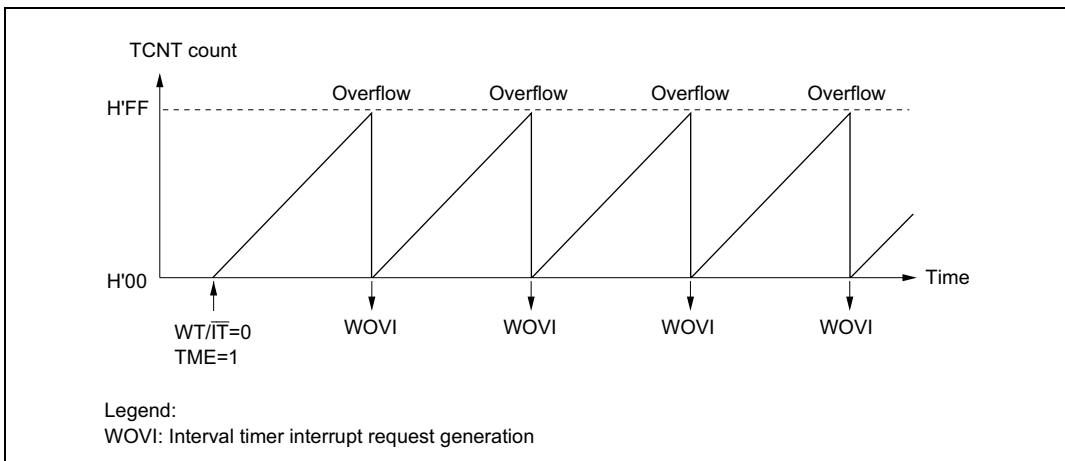 TCNT count
Overflow Overflow Overflow Overflow
H'FF
H'00
Time
WT/I̅T̅=0
TME=1
WOVI WOVI WOVI WOVI
Legend:
WOVI: Interval timer interrupt request generation